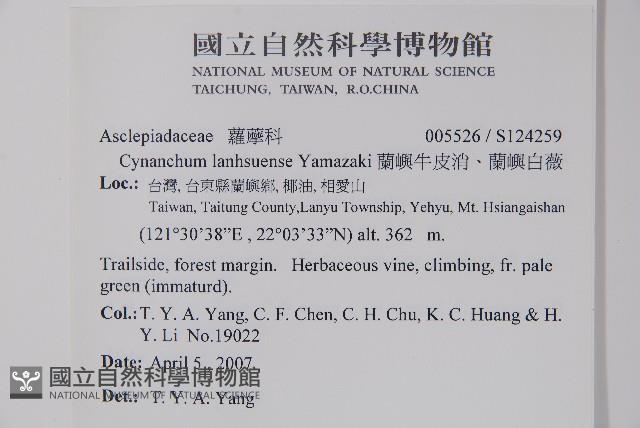 國立自然科學博物館
NATIONAL MUSEUM OF NATURAL SCIENCE
TAICHUNG, TAIWAN, R.O.CHINA
Asclepiadaceae 蘿藦科 005526 / S124259
Cynanchum lanhsuense Yamazaki 蘭嶼牛皮消、蘭嶼白薇
Loc.: 台灣, 台東縣蘭嶼鄉, 椰油, 相愛山
Taiwan, Taitung County,Lanyu Township, Yehyu, Mt. Hsiangaishan
(121°30’38”E , 22°03’33”N) alt. 362 m.
Trailside, forest margin. Herbaceous vine, climbing, fr. pale
green (immaturd).
Col.: T. Y. A. Yang, C. F. Chen, C. H. Chu, K. C. Huang & H.
Y. Li No.19022
Date: April 5, 2007
Det.: T. Y. A. Yang
國立自然科學博物館
NATIONAL MUSEUM OF NATURAL SCIENCE